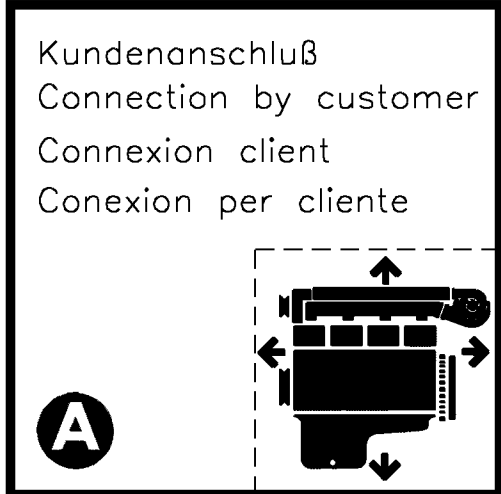 Kundenanschluß
Connection by customer
Connexion client
Conexion per cliente
A